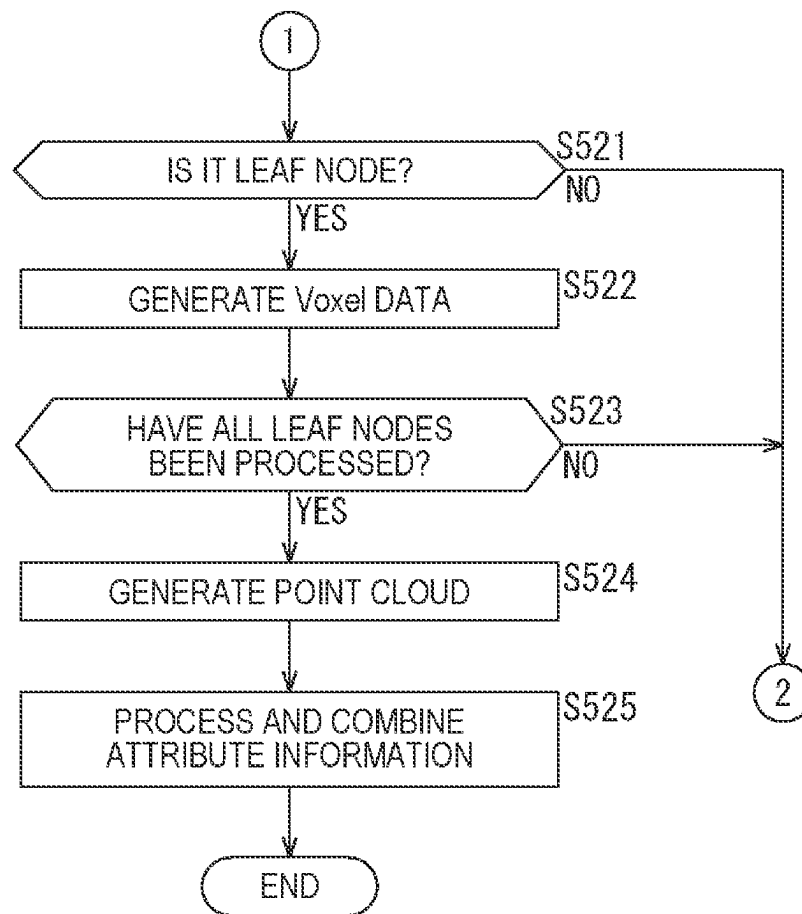 1
IS IT LEAF NODE?
S521
NO
YES
GENERATE Voxel DATA
S522
HAVE ALL LEAF NODES
BEEN PROCESSED?
S523
NO
YES
GENERATE POINT CLOUD
S524
2
PROCESS AND COMBINE
ATTRIBUTE INFORMATION
S525
END